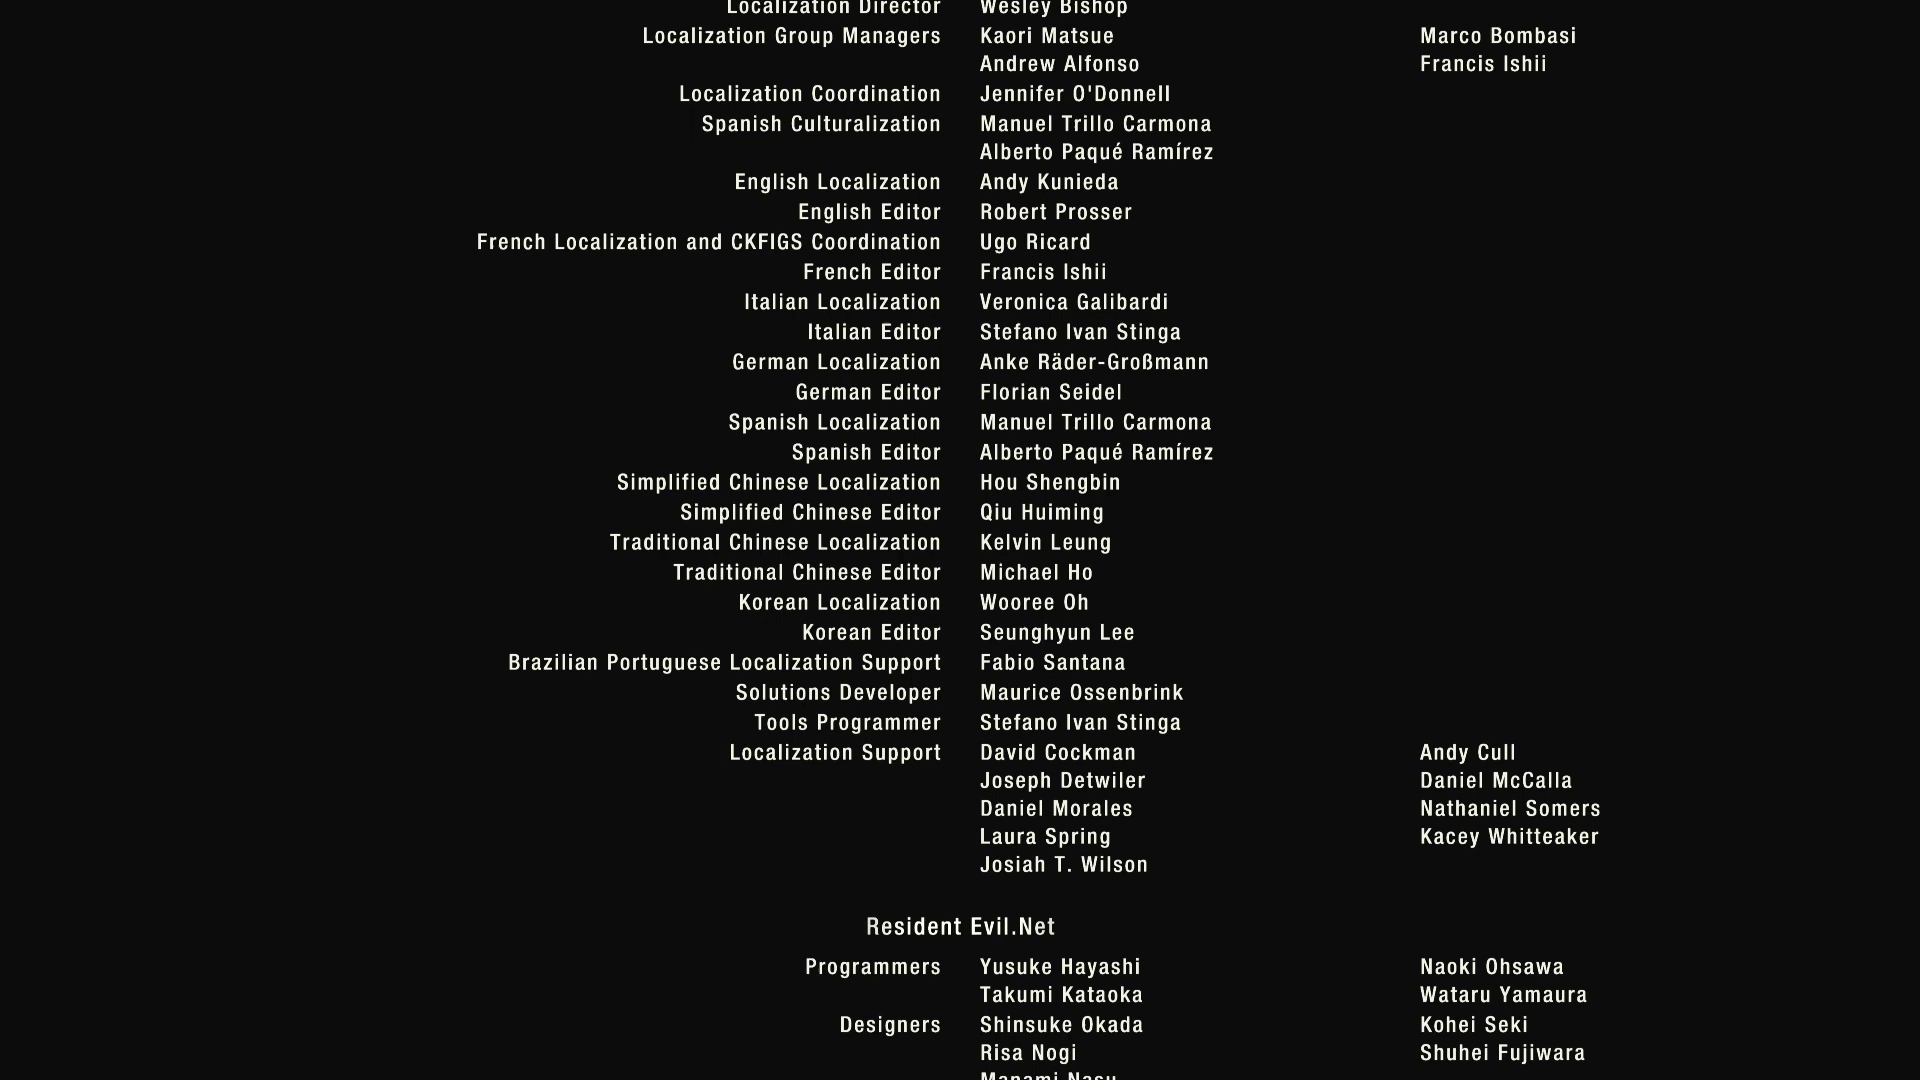 Localization Director Wesley Bishop
Localization Group Managers Kaori Matsue Marco Bombasi
Andrew Alfonso Francis Ishii
Localization Coordination Jennifer O'Donnell
Spanish Culturalization Manuel Trillo Carmona
Alberto Paqué Ramírez
English Localization Andy Kunieda
English Editor Robert Prosser
French Localization and CKFIGS Coordination Ugo Ricard
French Editor Francis Ishii
Italian Localization Veronica Galibardi
Italian Editor Stefano Ivan Stinga
German Localization Anke Räder-Großmann
German Editor Florian Seidel
Spanish Localization Manuel Trillo Carmona
Spanish Editor Alberto Paqué Ramírez
Simplified Chinese Localization Hou Shengbin
Simplified Chinese Editor Qiu Huiming
Traditional Chinese Localization Kelvin Leung
Traditional Chinese Editor Michael Ho
Korean Localization Wooree Oh
Korean Editor Seunghyun Lee
Brazilian Portuguese Localization Support Fabio Santana
Solutions Developer Maurice Ossenbrink
Tools Programmer Stefano Ivan Stinga
Localization Support David Cockman Andy Cull
Joseph Detwiler Daniel McCalla
Daniel Morales Nathaniel Somers
Laura Spring Kacey Whitteaker
Josiah T. Wilson
Resident Evil.Net
Programmers Yusuke Hayashi Naoki Ohsawa
Takumi Kataoka Wataru Yamaura
Designers Shinsuke Okada Kohei Seki
Risa Nogi Shuhei Fujiwara